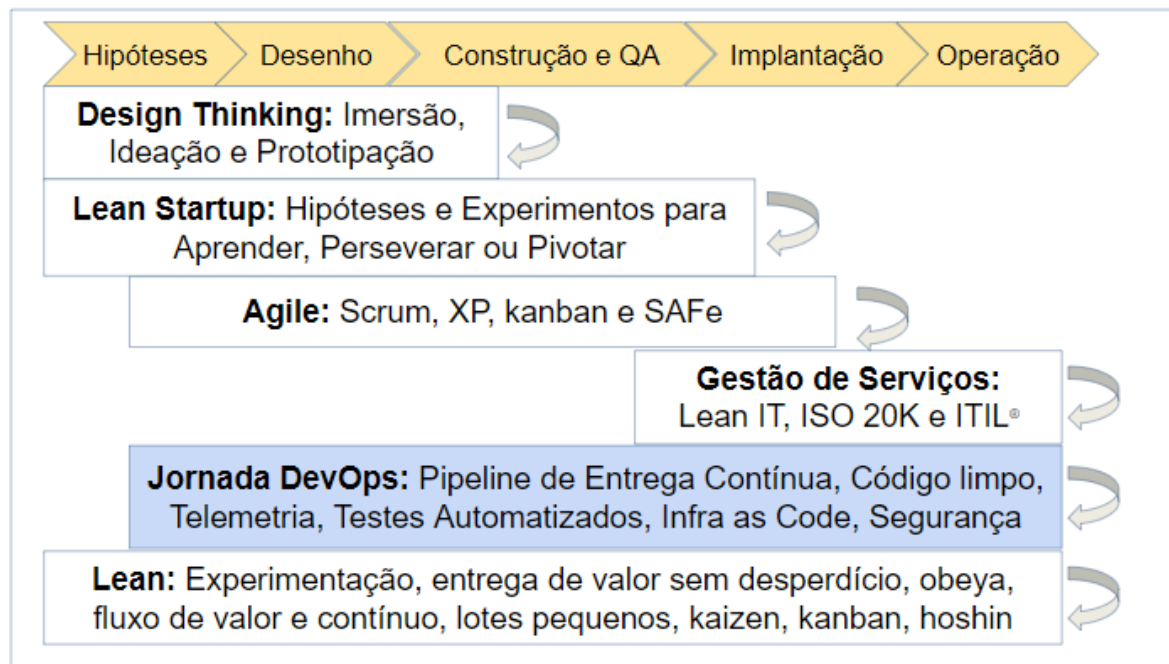 Hipóteses Desenho Construção e QA Implantação Operação
Design Thinking: Imersão,
Ideação e Prototipação
Lean Startup: Hipóteses e Experimentos para
Aprender, Perseverar ou Pivotar
Agile: Scrum, XP, kanban e SAFe
Gestão de Serviços:
Lean IT, ISO 20K e ITIL®
Jornada DevOps: Pipeline de Entrega Contínua, Código limpo,
Telemetria, Testes Automatizados, Infra as Code, Segurança
Lean: Experimentação, entrega de valor sem desperdício, obeya,
fluxo de valor e contínuo, lotes pequenos, kaizen, kanban, hoshin